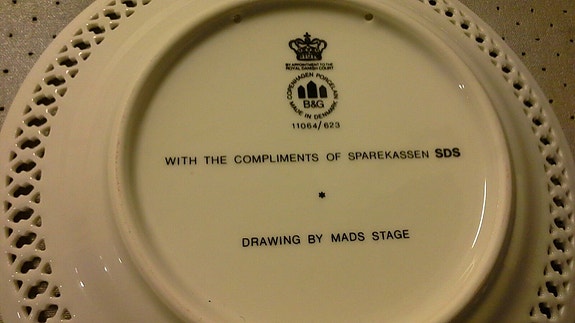 BY APPOINTMENT TO THE
ROYAL DANISH COURT
COPENHAGEN PORCELAIN
B&G
MADE IN DENMARK
11064/623
WITH THE COMPLIMENTS OF SPAREKASSEN SDS
*
DRAWING BY MADS STAGE